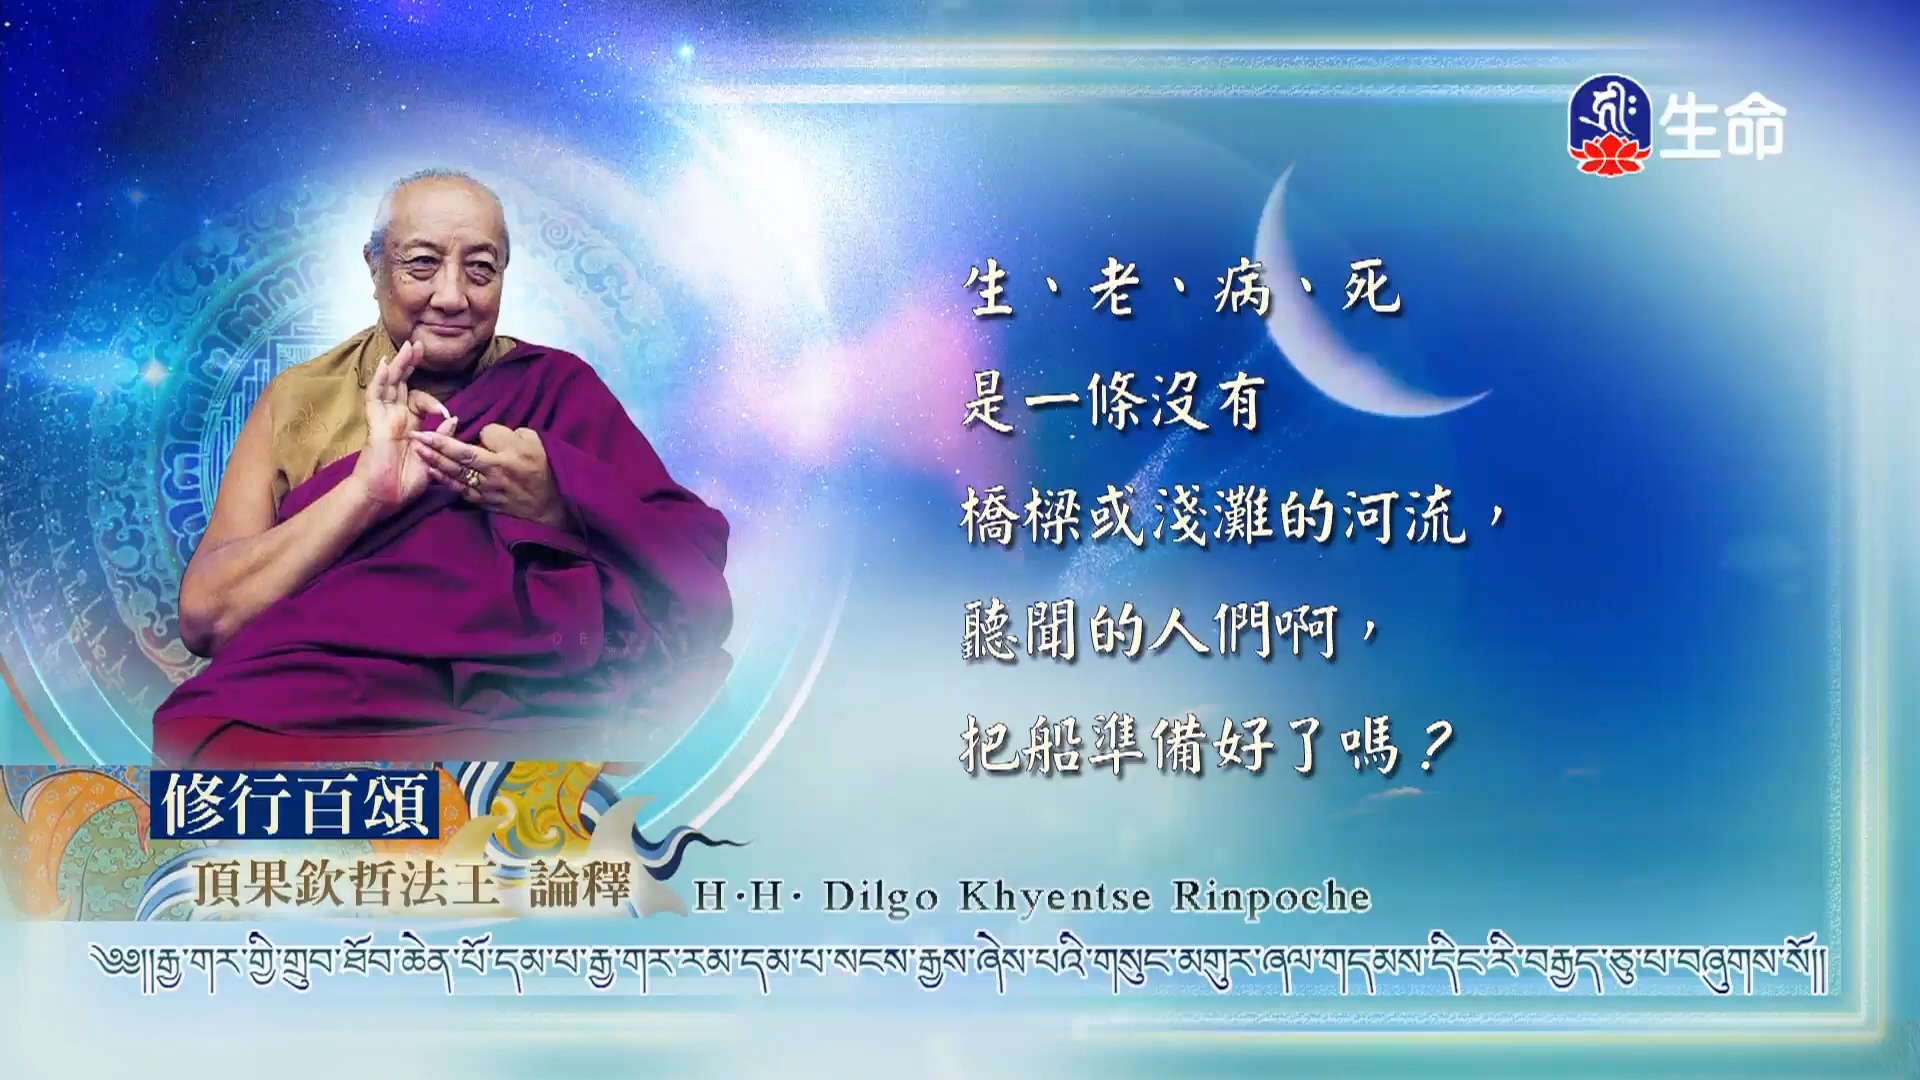 生命
生、老、病、死
是一條沒有
橋樑或淺灘的河流，
聽聞的人們啊，
把船準備好了嗎？
修行百頌
頂果欽哲法王 論釋
H·H· Dilgo Khyentse Rinpoche
༄༅།།རྒྱ་གར་གྱི་གྲུབ་ཐོབ་ཆེན་པོ་དམ་པ་རྒྱ་གར་རམ་དམ་པ་སངས་རྒྱས་ཞེས་པའི་གསུང་མགུར་ཞལ་གདམས་དིང་རི་བརྒྱད་ཅུ་པ་བཞུགས་སོ།།